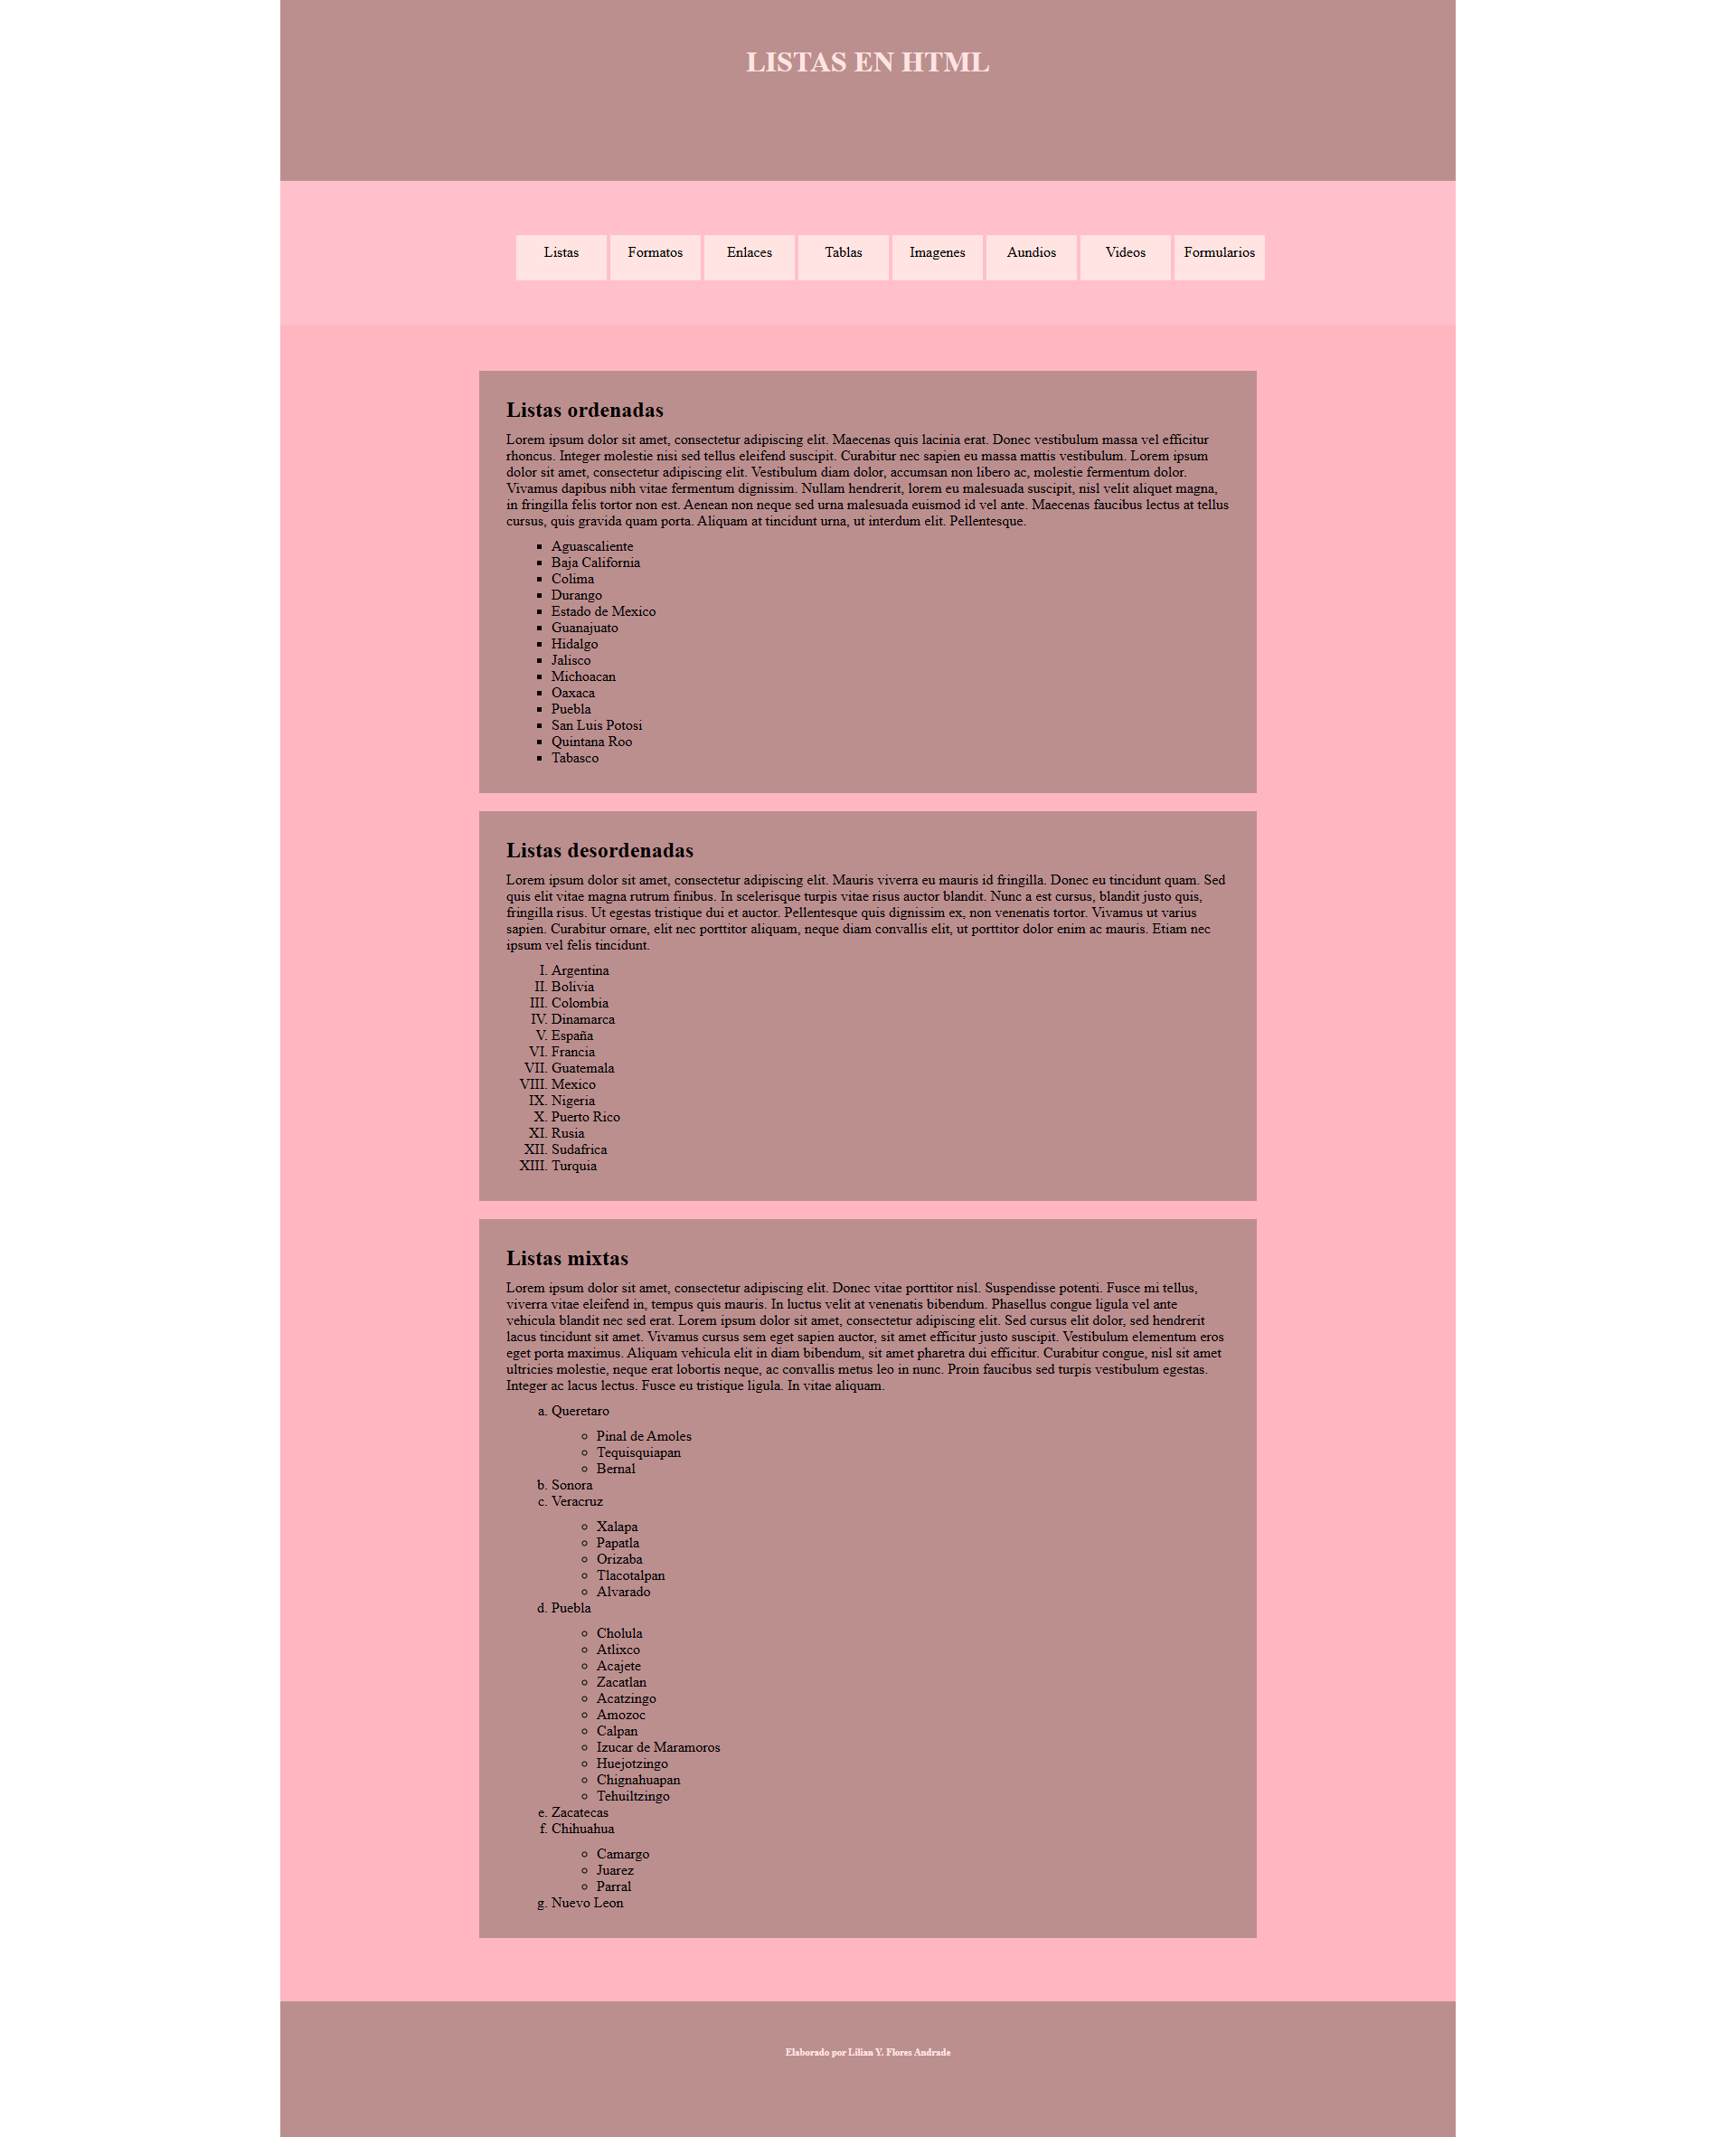 LISTAS EN HTML
Listas Formatos Enlaces Tablas Imagenes Aundios Videos Formularios
Listas ordenadas
Lorem ipsum dolor sit amet, consectetur adipiscing elit. Maecenas quis lacinia erat. Donec vestibulum massa vel efficitur
rhoncus. Integer molestie nisi sed tellus eleifend suscipit. Curabitur nec sapien eu massa mattis vestibulum. Lorem ipsum
dolor sit amet, consectetur adipiscing elit. Vestibulum diam dolor, accumsan non libero ac, molestie fermentum dolor.
Vivamus dapibus nibh vitae fermentum dignissim. Nullam hendrerit, lorem eu malesuada suscipit, nisl velit aliquet magna,
in fringilla felis tortor non est. Aenean non neque sed urna malesuada euismod id vel ante. Maecenas faucibus lectus at tellus
cursus, quis gravida quam porta. Aliquam at tincidunt urna, ut interdum elit. Pellentesque.
▪ Aguascaliente
▪ Baja California
▪ Colima
▪ Durango
▪ Estado de Mexico
▪ Guanajuato
▪ Hidalgo
▪ Jalisco
▪ Michoacan
▪ Oaxaca
▪ Puebla
▪ San Luis Potosi
▪ Quintana Roo
▪ Tabasco
Listas desordenadas
Lorem ipsum dolor sit amet, consectetur adipiscing elit. Mauris viverra eu mauris id fringilla. Donec eu tincidunt quam. Sed
quis elit vitae magna rutrum finibus. In scelerisque turpis vitae risus auctor blandit. Nunc a est cursus, blandit justo quis,
fringilla risus. Ut egestas tristique dui et auctor. Pellentesque quis dignissim ex, non venenatis tortor. Vivamus ut varius
sapien. Curabitur ornare, elit nec porttitor aliquam, neque diam convallis elit, ut porttitor dolor enim ac mauris. Etiam nec
ipsum vel felis tincidunt.
I. Argentina
II. Bolivia
III. Colombia
IV. Dinamarca
V. España
VI. Francia
VII. Guatemala
VIII. Mexico
IX. Nigeria
X. Puerto Rico
XI. Rusia
XII. Sudafrica
XIII. Turquia
Listas mixtas
Lorem ipsum dolor sit amet, consectetur adipiscing elit. Donec vitae porttitor nisl. Suspendisse potenti. Fusce mi tellus,
viverra vitae eleifend in, tempus quis mauris. In luctus velit at venenatis bibendum. Phasellus congue ligula vel ante
vehicula blandit nec sed erat. Lorem ipsum dolor sit amet, consectetur adipiscing elit. Sed cursus elit dolor, sed hendrerit
lacus tincidunt sit amet. Vivamus cursus sem eget sapien auctor, sit amet efficitur justo suscipit. Vestibulum elementum eros
eget porta maximus. Aliquam vehicula elit in diam bibendum, sit amet pharetra dui efficitur. Curabitur congue, nisl sit amet
ultricies molestie, neque erat lobortis neque, ac convallis metus leo in nunc. Proin faucibus sed turpis vestibulum egestas.
Integer ac lacus lectus. Fusce eu tristique ligula. In vitae aliquam.
a. Queretaro
◦ Pinal de Amoles
◦ Tequisquiapan
◦ Bernal
b. Sonora
c. Veracruz
◦ Xalapa
◦ Papatla
◦ Orizaba
◦ Tlacotalpan
◦ Alvarado
d. Puebla
◦ Cholula
◦ Atlixco
◦ Acajete
◦ Zacatlan
◦ Acatzingo
◦ Amozoc
◦ Calpan
◦ Izucar de Maramoros
◦ Huejotzingo
◦ Chignahuapan
◦ Tehuiltzingo
e. Zacatecas
f. Chihuahua
◦ Camargo
◦ Juarez
◦ Parral
g. Nuevo Leon
Elaborado por Lilian Y. Flores Andrade